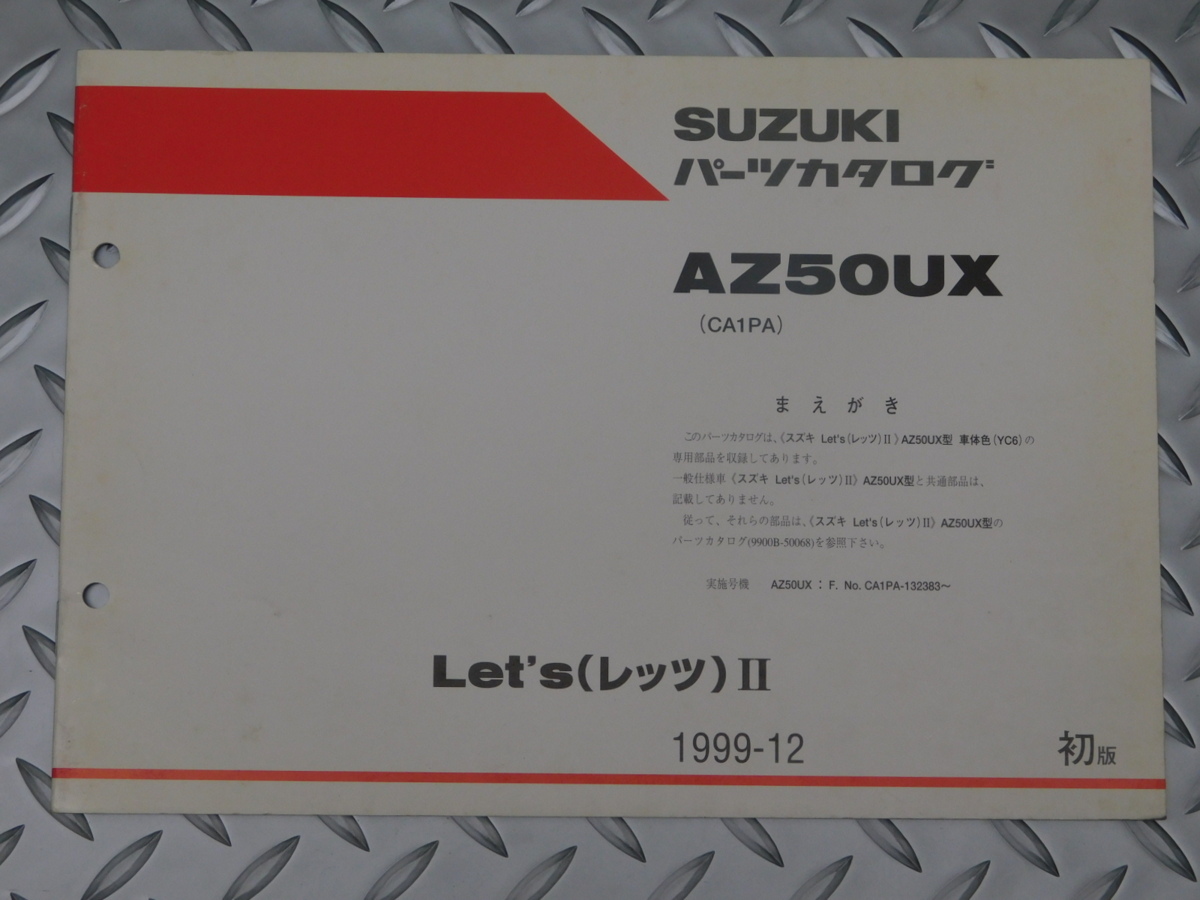 SUZUKI
パーツカタログ
AZ50UX
(CA1PA)
まえがき
このパーツカタログは、《スズキ Let's(レッツ)II》AZ50UX型 車体色(YC6)の
専用部品を収録してあります。
一般仕様車《スズキ Let's(レッツ)II》AZ50UX型と共通部品は、
記載してありません。
従って、それらの部品は、《スズキ Let's(レッツ)II》AZ50UX型の
パーツカタログ(9900B-50068)を参照下さい。
実施号機 AZ50UX : F. No. CA1PA-132383〜
Let's(レッツ)II
1999-12
初版